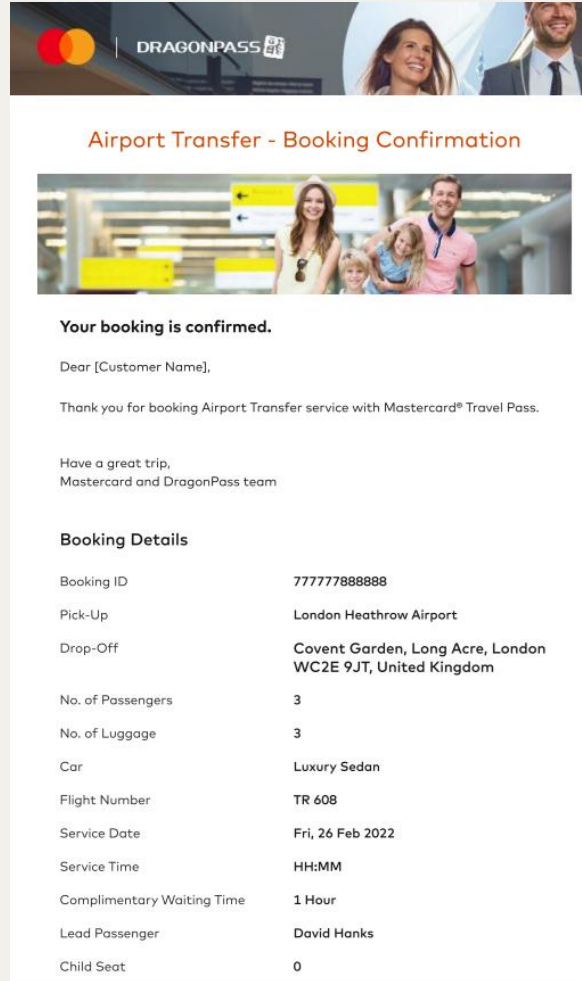 DRAGONPASS
Airport Transfer - Booking Confirmation
Your booking is confirmed.
Dear [Customer Name],
Thank you for booking Airport Transfer service with Mastercard® Travel Pass.
Have a great trip,
Mastercard and DragonPass team
Booking Details
Booking ID 777777888888
Pick-Up London Heathrow Airport
Drop-Off Covent Garden, Long Acre, London
WC2E 9JT, United Kingdom
No. of Passengers 3
No. of Luggage 3
Car Luxury Sedan
Flight Number TR 608
Service Date Fri, 26 Feb 2022
Service Time HH:MM
Complimentary Waiting Time 1 Hour
Lead Passenger David Hanks
Child Seat 0